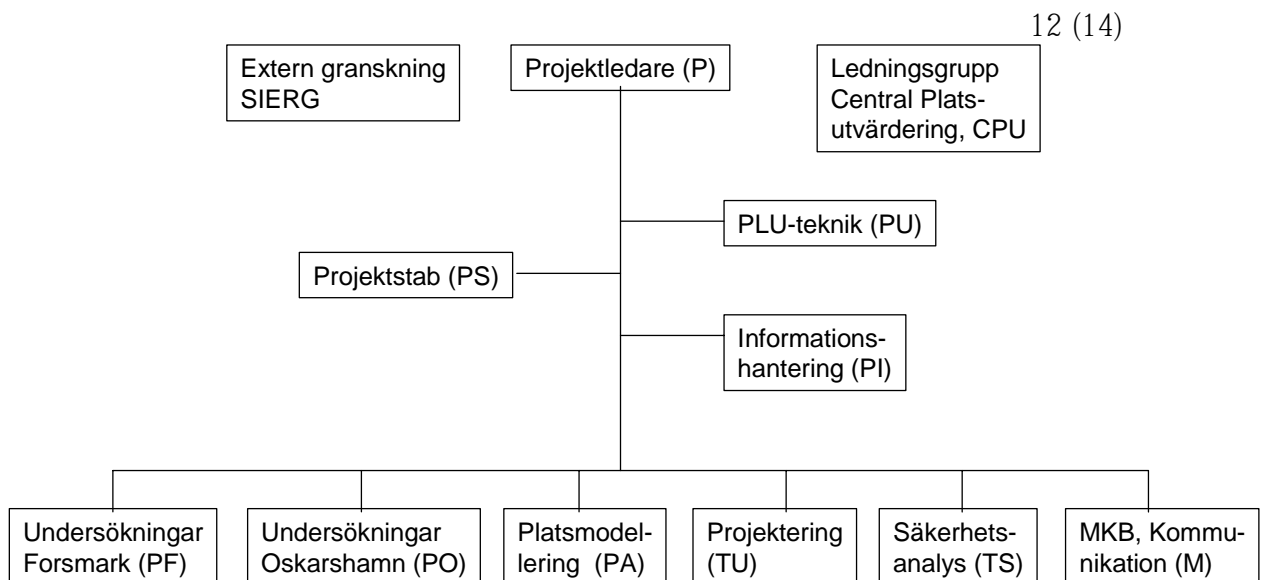 12 (14)
Extern granskning
SIERG
Projektledare (P)
Ledningsgrupp
Central Plats-
utvärdering, CPU
PLU-teknik (PU)
Projektstab (PS)
Informations-
hantering (PI)
Undersökningar
Forsmark (PF)
Undersökningar
Oskarshamn (PO)
Platsmodel-
lering (PA)
Projektering
(TU)
Säkerhets-
analys (TS)
MKB, Kommu-
nikation (M)